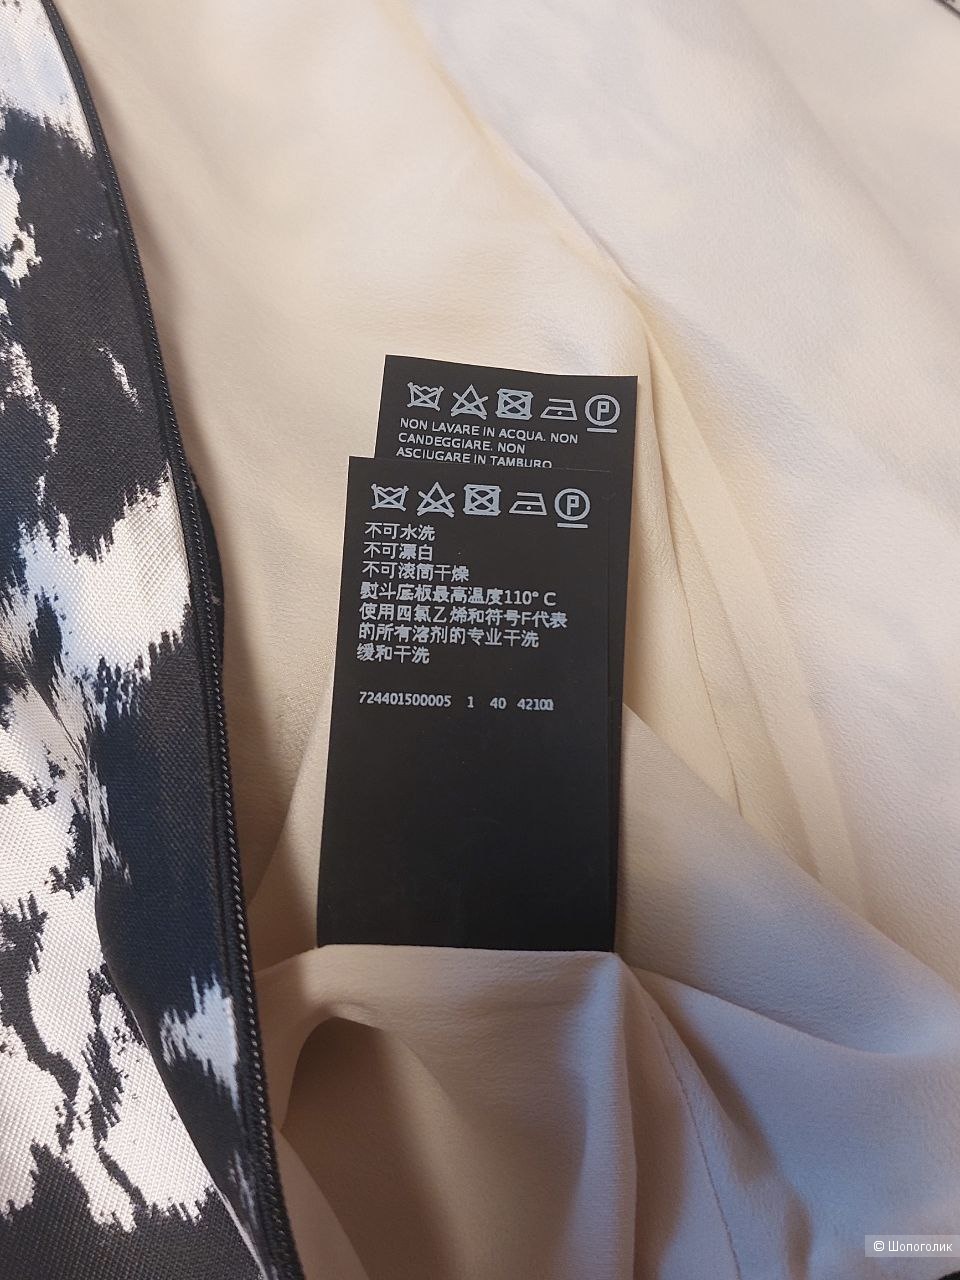 P
NON LAVARE IN ACQUA. NON
CANDEGGIARE. NON
ASCIUGARE IN TAMBURO
P
不可水洗
不可漂白
不可滚筒干燥
熨斗底板最高温度110° C
使用四氯乙烯和符号F代表
的所有溶剂的专业干洗
缓和干洗
724401500005 1 40 42100
© Шопоголик